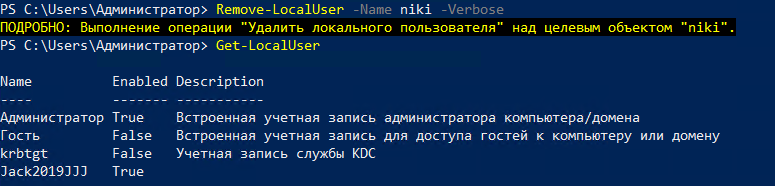 PS C:\Users\Администратор> Remove-LocalUser -Name niki -Verbose
ПОДРОБНО: Выполнение операции "Удалить локального пользователя" над целевым объектом "niki".
PS C:\Users\Администратор> Get-LocalUser
Name Enabled Description
---- ------- -----------
Администратор True Встроенная учетная запись администратора компьютера/домена
Гость False Встроенная учетная запись для доступа гостей к компьютеру или домену
krbtgt False Учетная запись службы KDC
Jack2019JJJ True